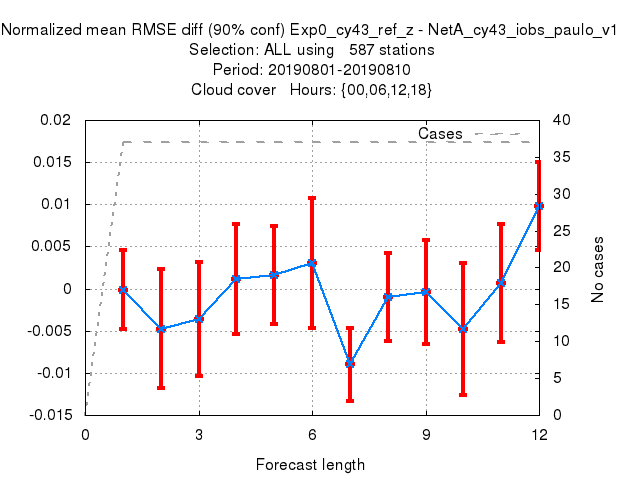 Normalized mean RMSE diff (90% conf) Exp0_cy43_ref_z - NetA_cy43_iobs_paulo_v1
Selection: ALL using   587 stations
Period: 20190801-20190810
Cloud cover   Hours: {00,06,12,18}
Cases
0.02
0.015
0.01
0.005
0
-0.005
-0.01
-0.015
40
35
30
25
20
15
10
5
0
No cases
0 3 6 9 12
Forecast length